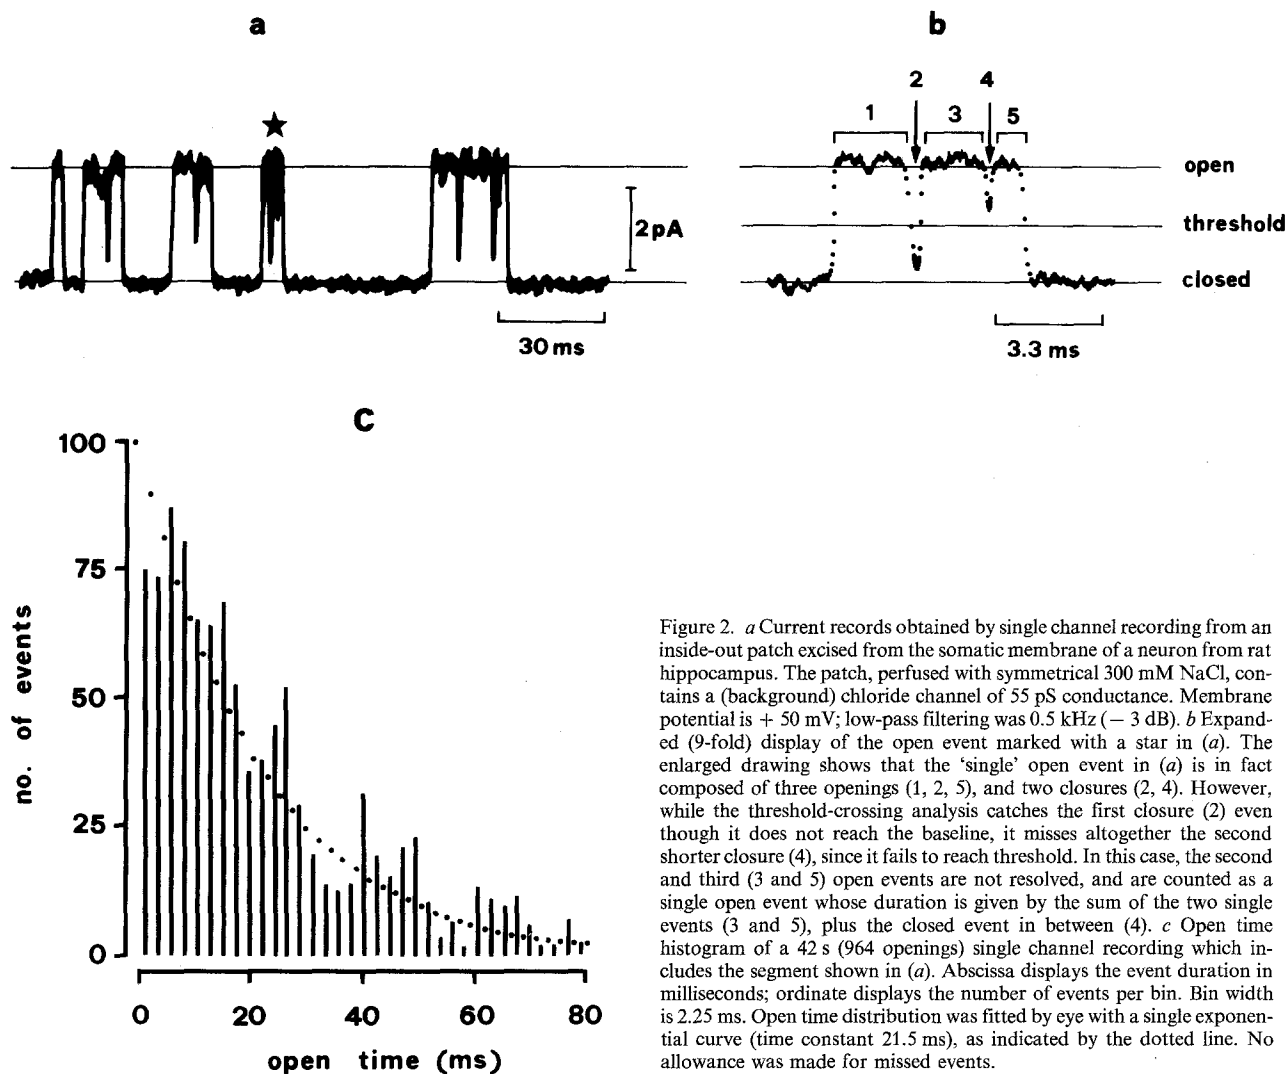 a
b
2
4
1
3
5
open
threshold
closed
2 pA
30 ms
3.3 ms
C
100
75
50
25
0
no. of events
0
20
40
60
80
open time (ms)
Figure 2. a Current records obtained by single channel recording from an
inside-out patch excised from the somatic membrane of a neuron from rat
hippocampus. The patch, perfused with symmetrical 300 mM NaCl, con-
tains a (background) chloride channel of 55 pS conductance. Membrane
potential is + 50 mV; low-pass filtering was 0.5 kHz (− 3 dB). b Expand-
ed (9-fold) display of the open event marked with a star in (a). The
enlarged drawing shows that the 'single' open event in (a) is in fact
composed of three openings (1, 2, 5), and two closures (2, 4). However,
while the threshold-crossing analysis catches the first closure (2) even
though it does not reach the baseline, it misses altogether the second
shorter closure (4), since it fails to reach threshold. In this case, the second
and third (3 and 5) open events are not resolved, and are counted as a
single open event whose duration is given by the sum of the two single
events (3 and 5), plus the closed event in between (4). c Open time
histogram of a 42 s (964 openings) single channel recording which in-
cludes the segment shown in (a). Abscissa displays the event duration in
milliseconds; ordinate displays the number of events per bin. Bin width
is 2.25 ms. Open time distribution was fitted by eye with a single exponen-
tial curve (time constant 21.5 ms), as indicated by the dotted line. No
allowance was made for missed events.